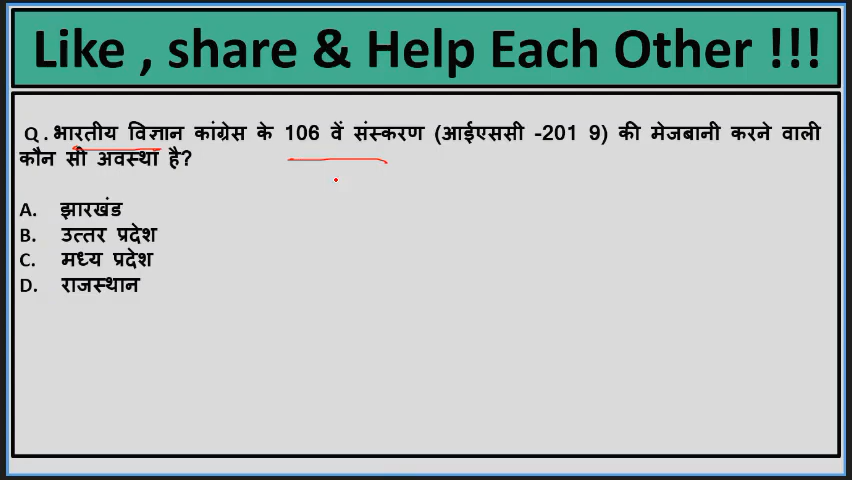 Like , share & Help Each Other !!!
Q . भारतीय विज्ञान कांग्रेस के 106 वें संस्करण (आईएससी -201 9) की मेजबानी करने वाली
कौन सी अवस्था है?
A. झारखंड
B. उत्तर प्रदेश
C. मध्य प्रदेश
D. राजस्थान